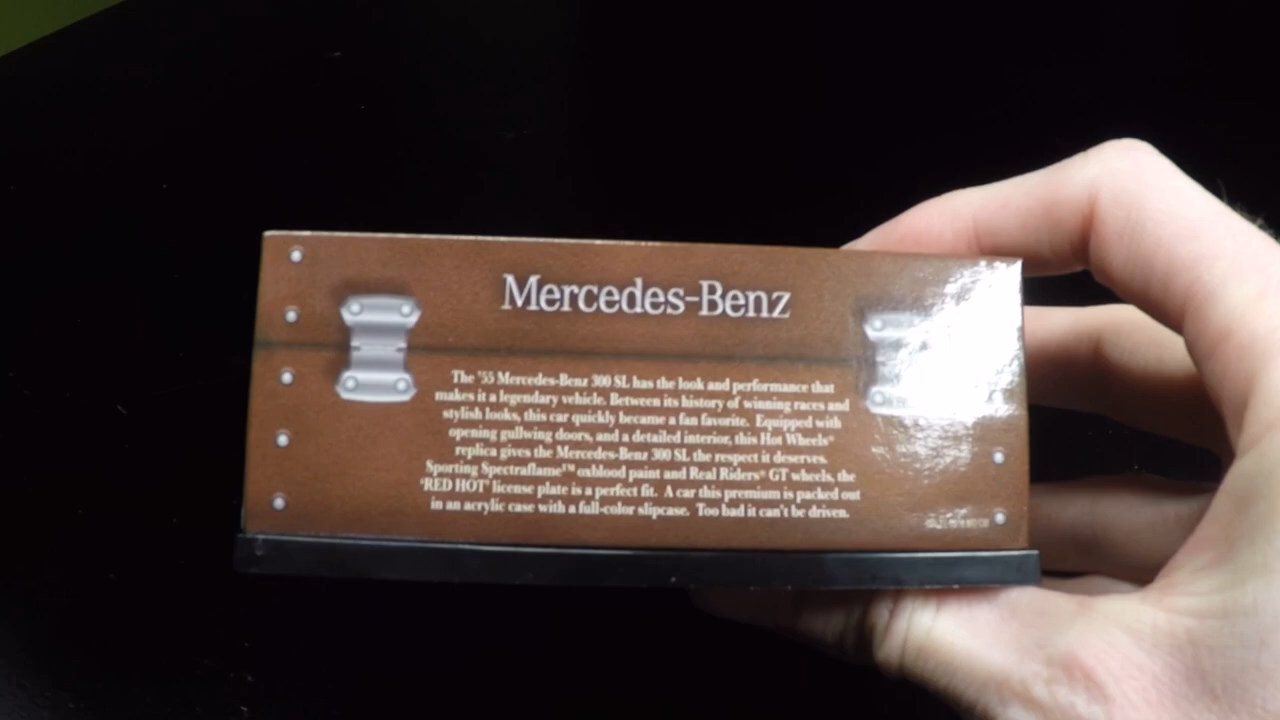 Mercedes-Benz
The '55 Mercedes-Benz 300 SL has the look and performance that
makes it a legendary vehicle. Between its history of winning races and
stylish looks, this car quickly became a fan favorite. Equipped with
opening gullwing doors, and a detailed interior, this Hot Wheels®
replica gives the Mercedes-Benz 300 SL the respect it deserves.
Sporting Spectraflame™ oxblood paint and Real Riders® GT wheels, the
'RED HOT' license plate is a perfect fit. A car this premium is packed out
in an acrylic case with a full-color slipcase. Too bad it can't be driven.